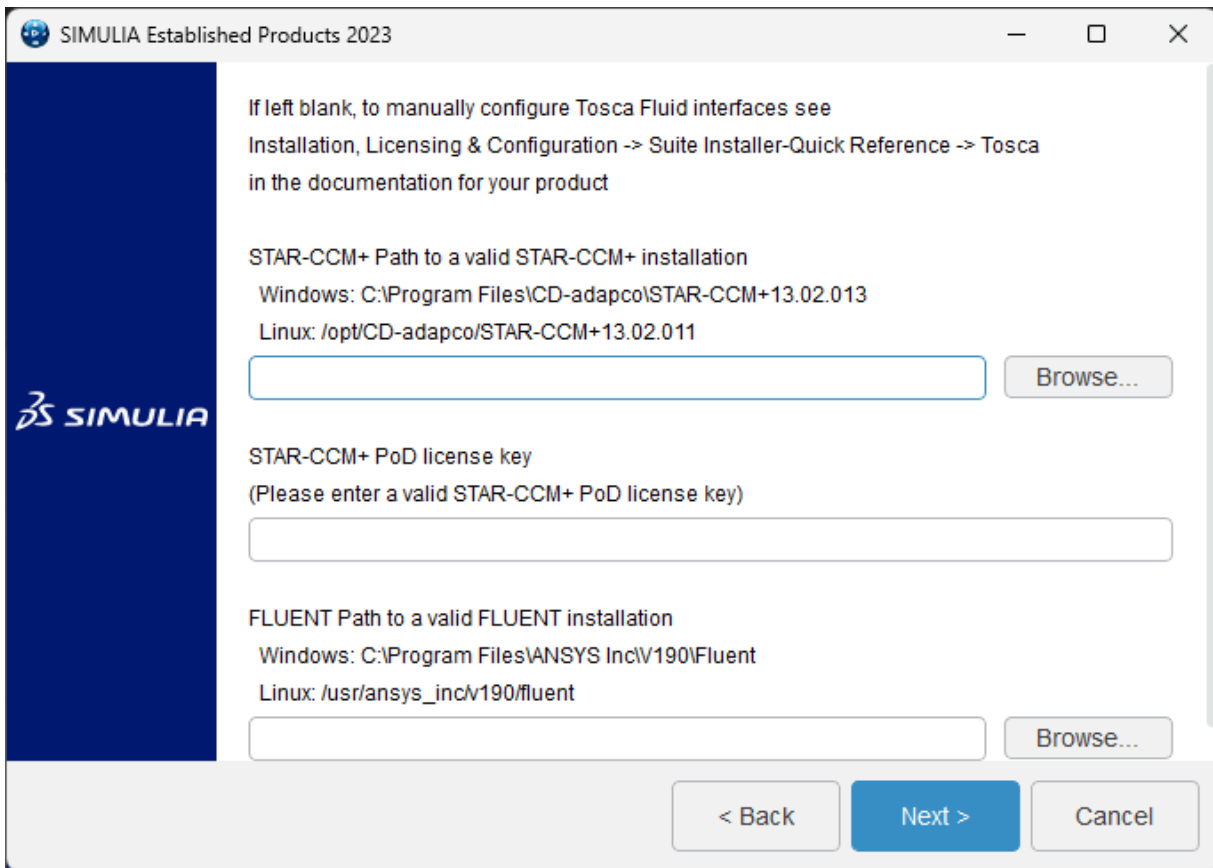 SIMULIA Established Products 2023
If left blank, to manually configure Tosca Fluid interfaces see
Installation, Licensing & Configuration -> Suite Installer-Quick Reference -> Tosca
in the documentation for your product
STAR-CCM+ Path to a valid STAR-CCM+ installation
Windows: C:\Program Files\CD-adapco\STAR-CCM+13.02.013
Linux: /opt/CD-adapco/STAR-CCM+13.02.011
Browse...
SIMULIA
STAR-CCM+ PoD license key
(Please enter a valid STAR-CCM+ PoD license key)
FLUENT Path to a valid FLUENT installation
Windows: C:\Program Files\ANSYS Inc\V190\Fluent
Linux: /usr/ansys_inc/v190/fluent
Browse...
< Back
Next >
Cancel